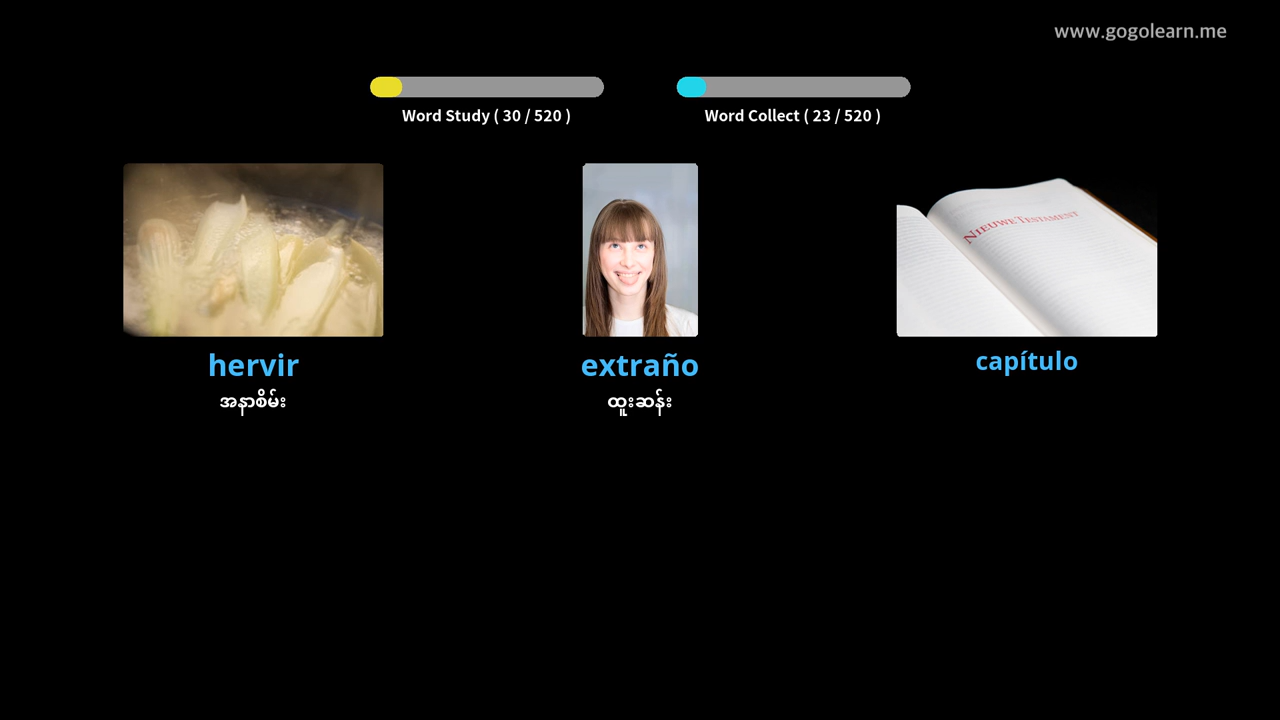 www.gogolearn.me
Word Study ( 30 / 520 )
Word Collect ( 23 / 520 )
NIEUWE TESTAMENT
hervir
extraño
capítulo
အနာစိမ်း
ထူးဆန်း